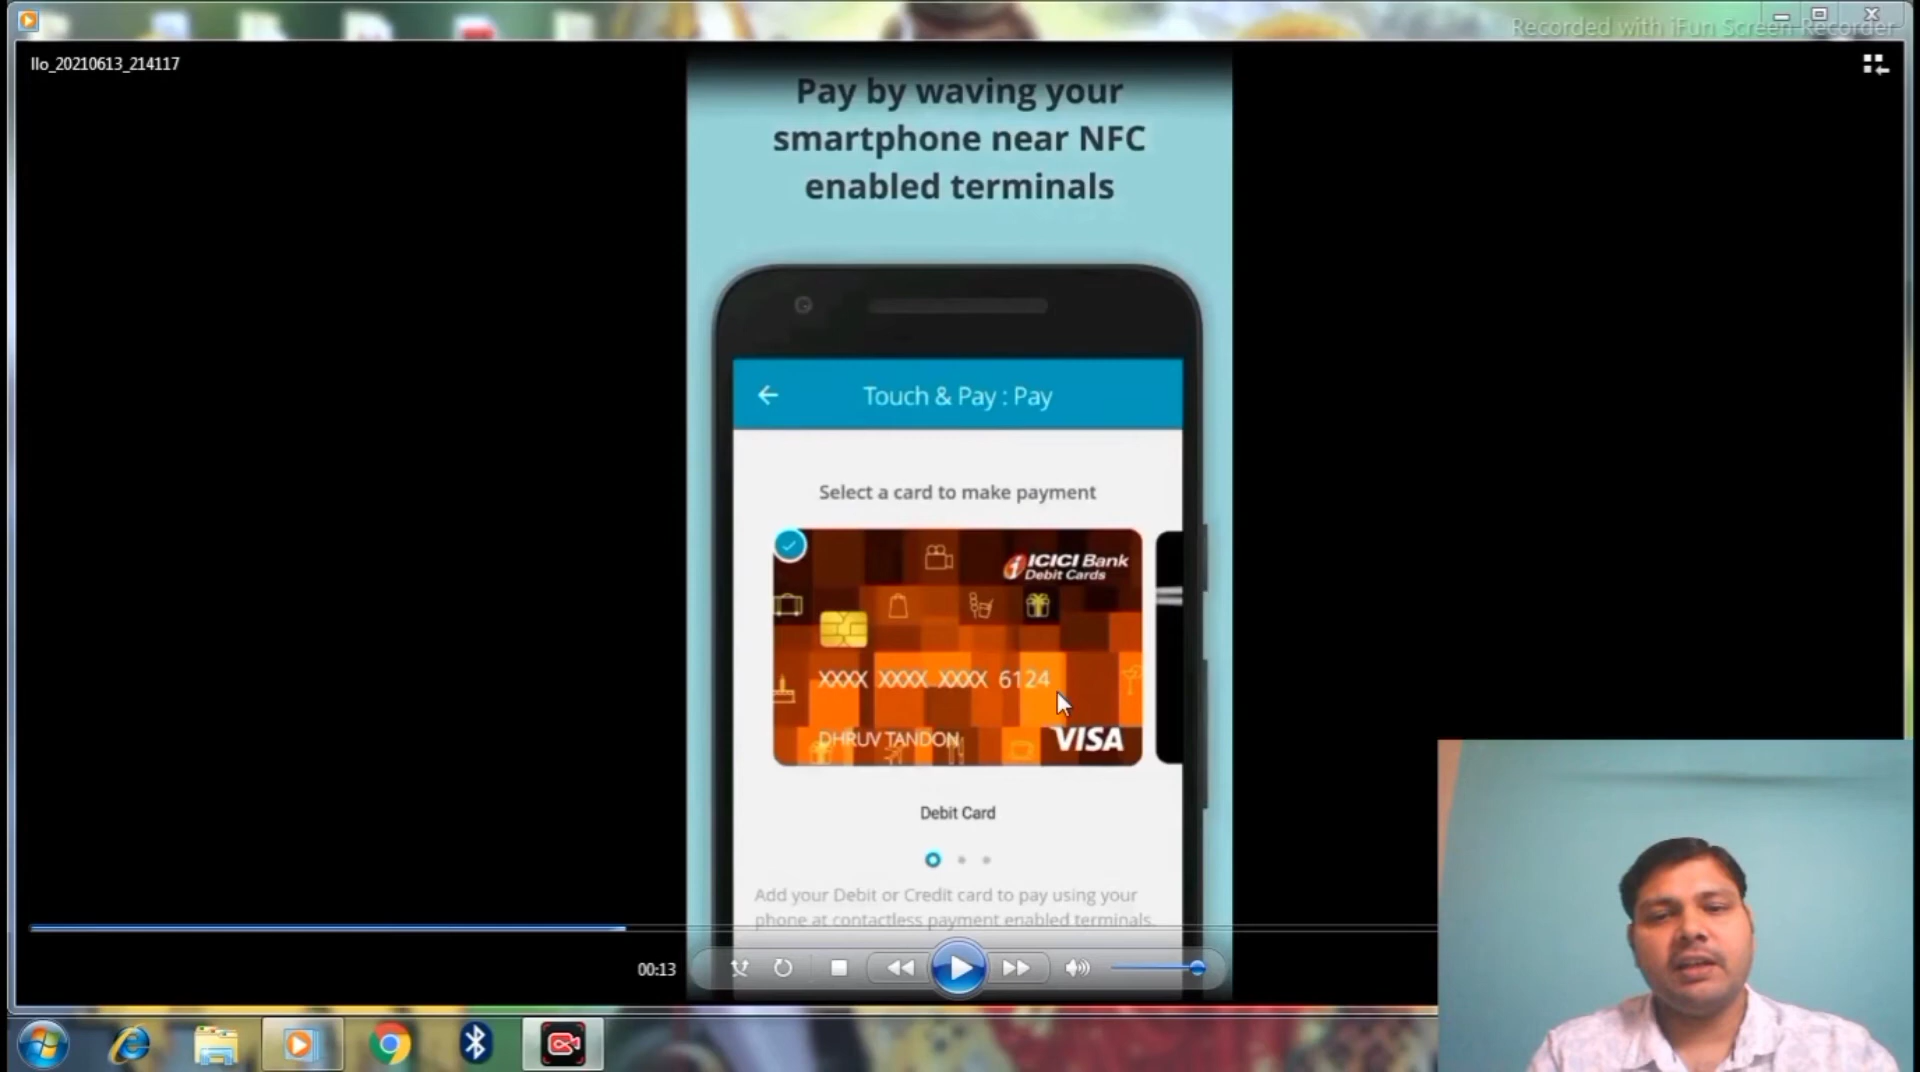 Recorded with iFun Screen Recorder
llo_20210613_214117
Pay by waving your
smartphone near NFC
enabled terminals
Touch & Pay : Pay
Select a card to make payment
ICICI Bank
Debit Cards
XXXX XXXX XXXX 6124
DHRUV TANDON
VISA
Debit Card
Add your Debit or Credit card to pay using your
phone at contactless payment enabled terminals.
00:13